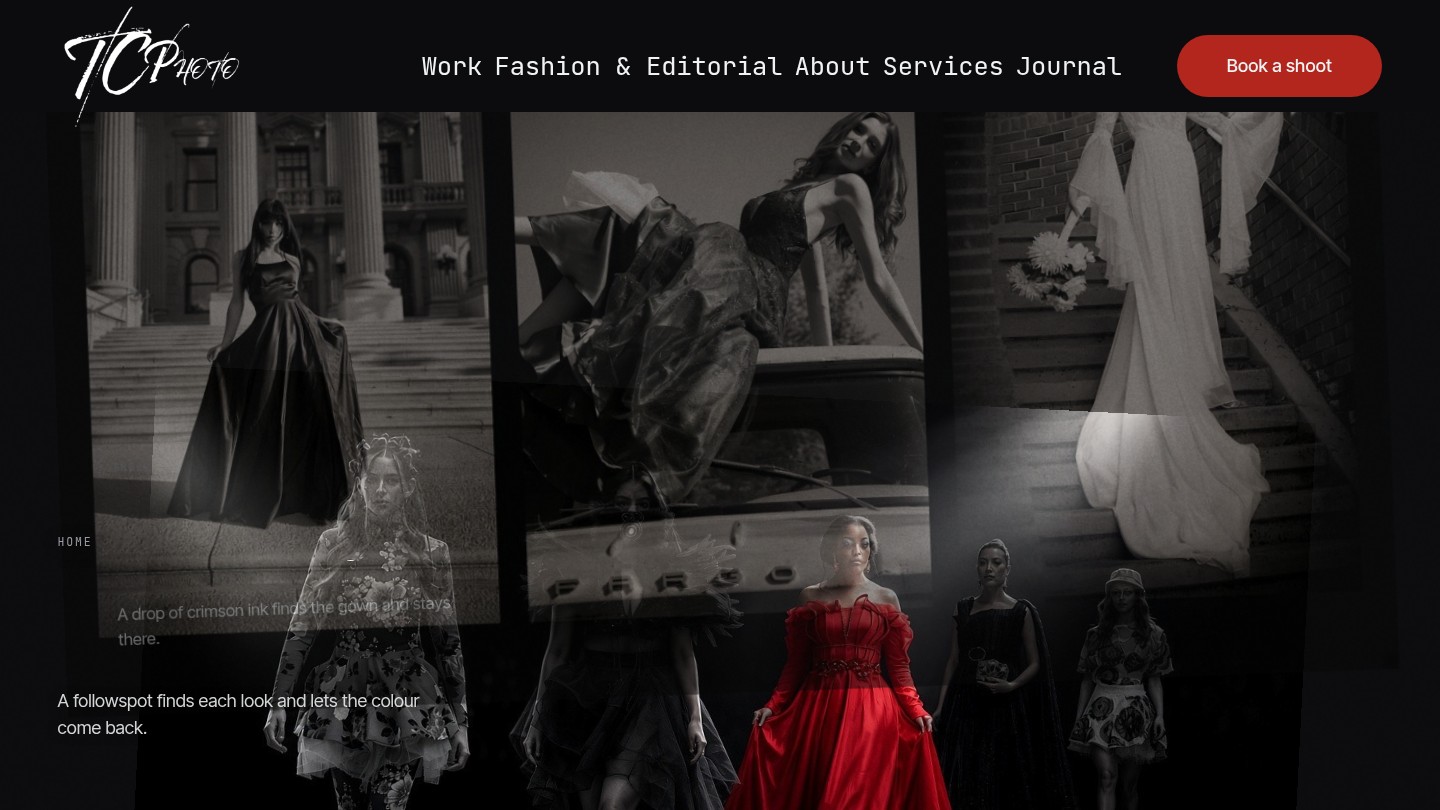 TCPHOTO
Work Fashion & Editorial About Services Journal
Book a shoot
FARGO
HOME
A drop of crimson ink finds the gown and stays
there.
A followspot finds each look and lets the colour
come back.